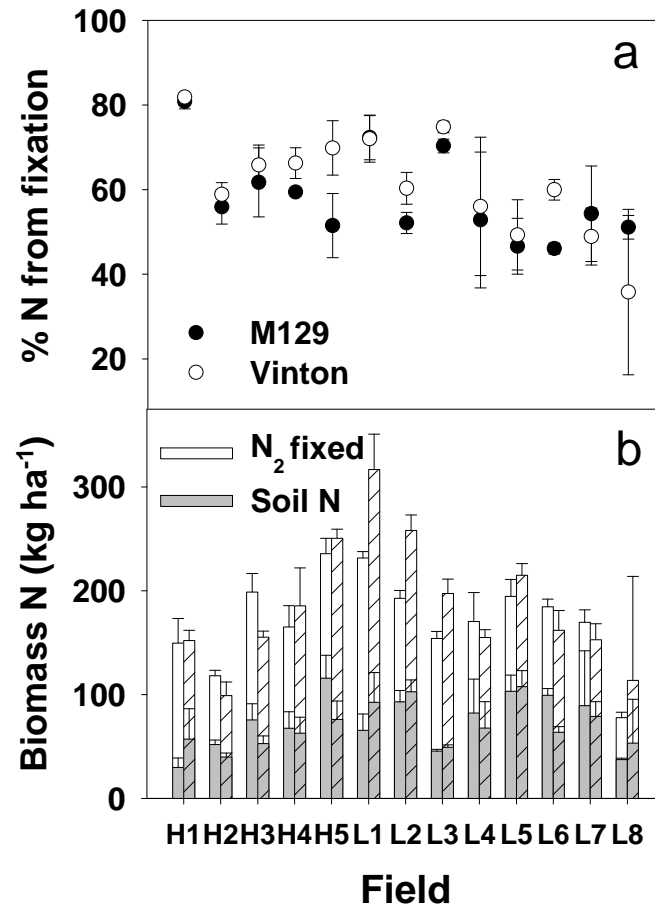 100
80
60
40
20
% N from fixation
a
M129
Vinton
300
200
100
0
Biomass N (kg ha⁻¹)
b
N₂ fixed
Soil N
H1 H2 H3 H4 H5 L1 L2 L3 L4 L5 L6 L7 L8
Field